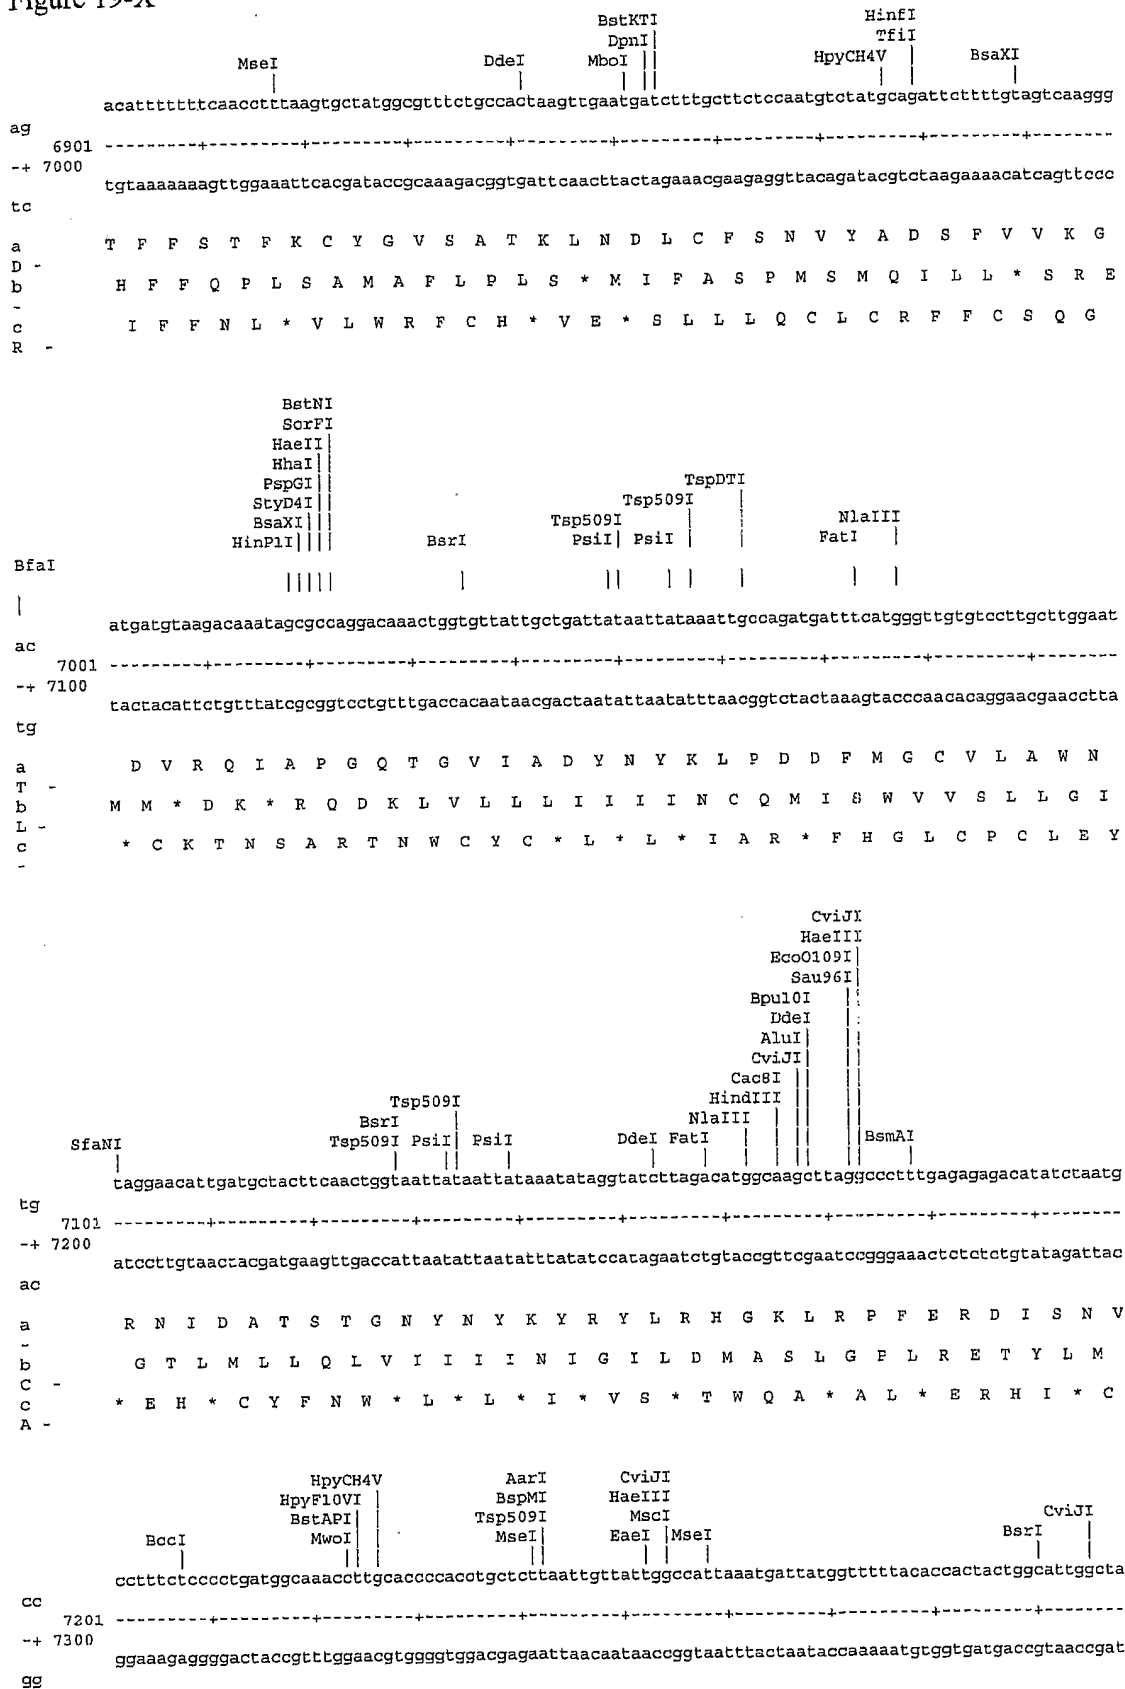 Figure 19-X
BstKTI HinfI
DpnI TfiI
MseI DdeI MboI HpyCH4V BsaXI
acatttttttcaacctttaagtgctatggcgtttctgccactaagttgaatgatctttgcttctccaatgtctatgcagattcttttgtagtcaaggg
ag
6901 ---------+---------+---------+---------+---------+---------+---------+---------+---------+--------
-+ 7000
tgtaaaaaaagttggaaattcacgataccgcaaagacggtgattcaacttactagaaacgaagaggttacagatacgtctaagaaaacatcagttccc
tc
a T F F S T F K C Y G V S A T K L N D L C F S N V Y A D S F V V K G
D -
b H F F Q P L S A M A F L P L S * M I F A S P M S M Q I L L * S R E
-
c I F F N L * V L W R F C H * V E * S L L L Q C L C R F F C S Q G
R -
BstNI
ScrFI
HaeII
HhaI
PspGI TspDTI
StyD4I Tsp509I
BsaXI Tsp509I NlaIII
HinP1I BsrI PsiI PsiI FatI
BfaI
atgatgtaagacaaatagcgccaggacaaactggtgttattgctgattataattataaattgccagatgatttcatgggttgtgtccttgcttggaat
ac
7001 ---------+---------+---------+---------+---------+---------+---------+---------+---------+--------
-+ 7100
tactacattctgtttatcgcggtcctgtttgaccacaataacgactaatattaatatttaacggtctactaaagtacccaacacaggaacgaacctta
tg
a D V R Q I A P G Q T G V I A D Y N Y K L P D D F M G C V L A W N
T -
b M M * D K * R Q D K L V L L L I I I I N C Q M I S W V V S L L G I
L -
c * C K T N S A R T N W C Y C * L * L * I A R * F H G L C P C L E Y
-
CviJI
HaeIII
EcoO109I
Sau96I
Bpu10I
DdeI
AluI
CviJI
Cac8I
Tsp509I HindIII
BsrI NlaIII
SfaNI Tsp509I PsiI PsiI DdeI FatI BsmAI
taggaacattgatgctacttcaactggtaattataattataaatataggtatcttagacatggcaagcttaggccctttgagagagacatatctaatg
tg
7101 ---------+---------+---------+---------+---------+---------+---------+---------+---------+--------
-+ 7200
atccttgtaactacgatgaagttgaccattaatattaatatttatatccatagaatctgtaccgttcgaatccgggaaactctctctgtatagattac
ac
a R N I D A T S T G N Y N Y K Y R Y L R H G K L R P F E R D I S N V
-
b G T L M L L Q L V I I I I N I G I L D M A S L G P L R E T Y L M
C -
c * E H * C Y F N W * L * L * I * V S * T W Q A * A L * E R H I * C
A -
HpyCH4V AarI CviJI
HpyF10VI BspMI HaeIII
BstAPI Tsp509I MscI CviJI
BccI MwoI MseI EaeI MseI BsrI
cctttctcccctgatggcaaaccttgcaccccacctgctcttaattgttattggccattaaatgattatggtttttacaccactactggcattggcta
cc
7201 ---------+---------+---------+---------+---------+---------+---------+---------+---------+--------
-+ 7300
ggaaagaggggactaccgtttggaacgtggggtggacgagaattaacaataaccggtaatttactaataccaaaaatgtggtgatgaccgtaaccgat
gg